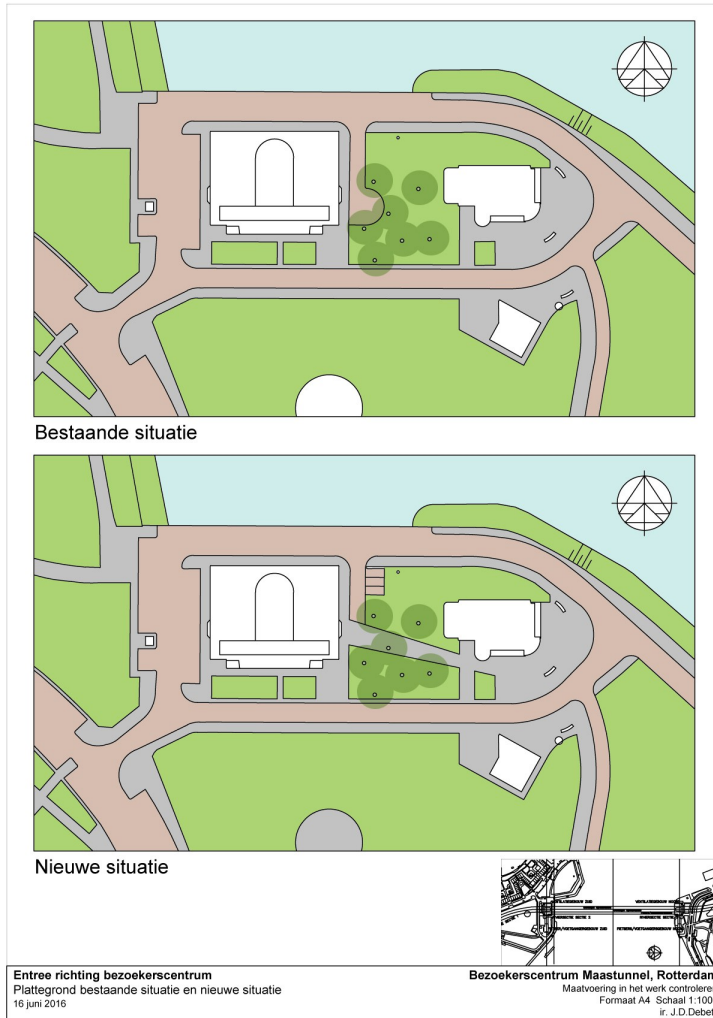 Bestaande situatie
Nieuwe situatie
Entree richting bezoekerscentrum
Plattegrond bestaande situatie en nieuwe situatie
16 juni 2016
Bezoekerscentrum Maastunnel, Rotterdam
Maatvoering in het werk controleren
Formaat A4 Schaal 1:100
ir. J.D.Debet